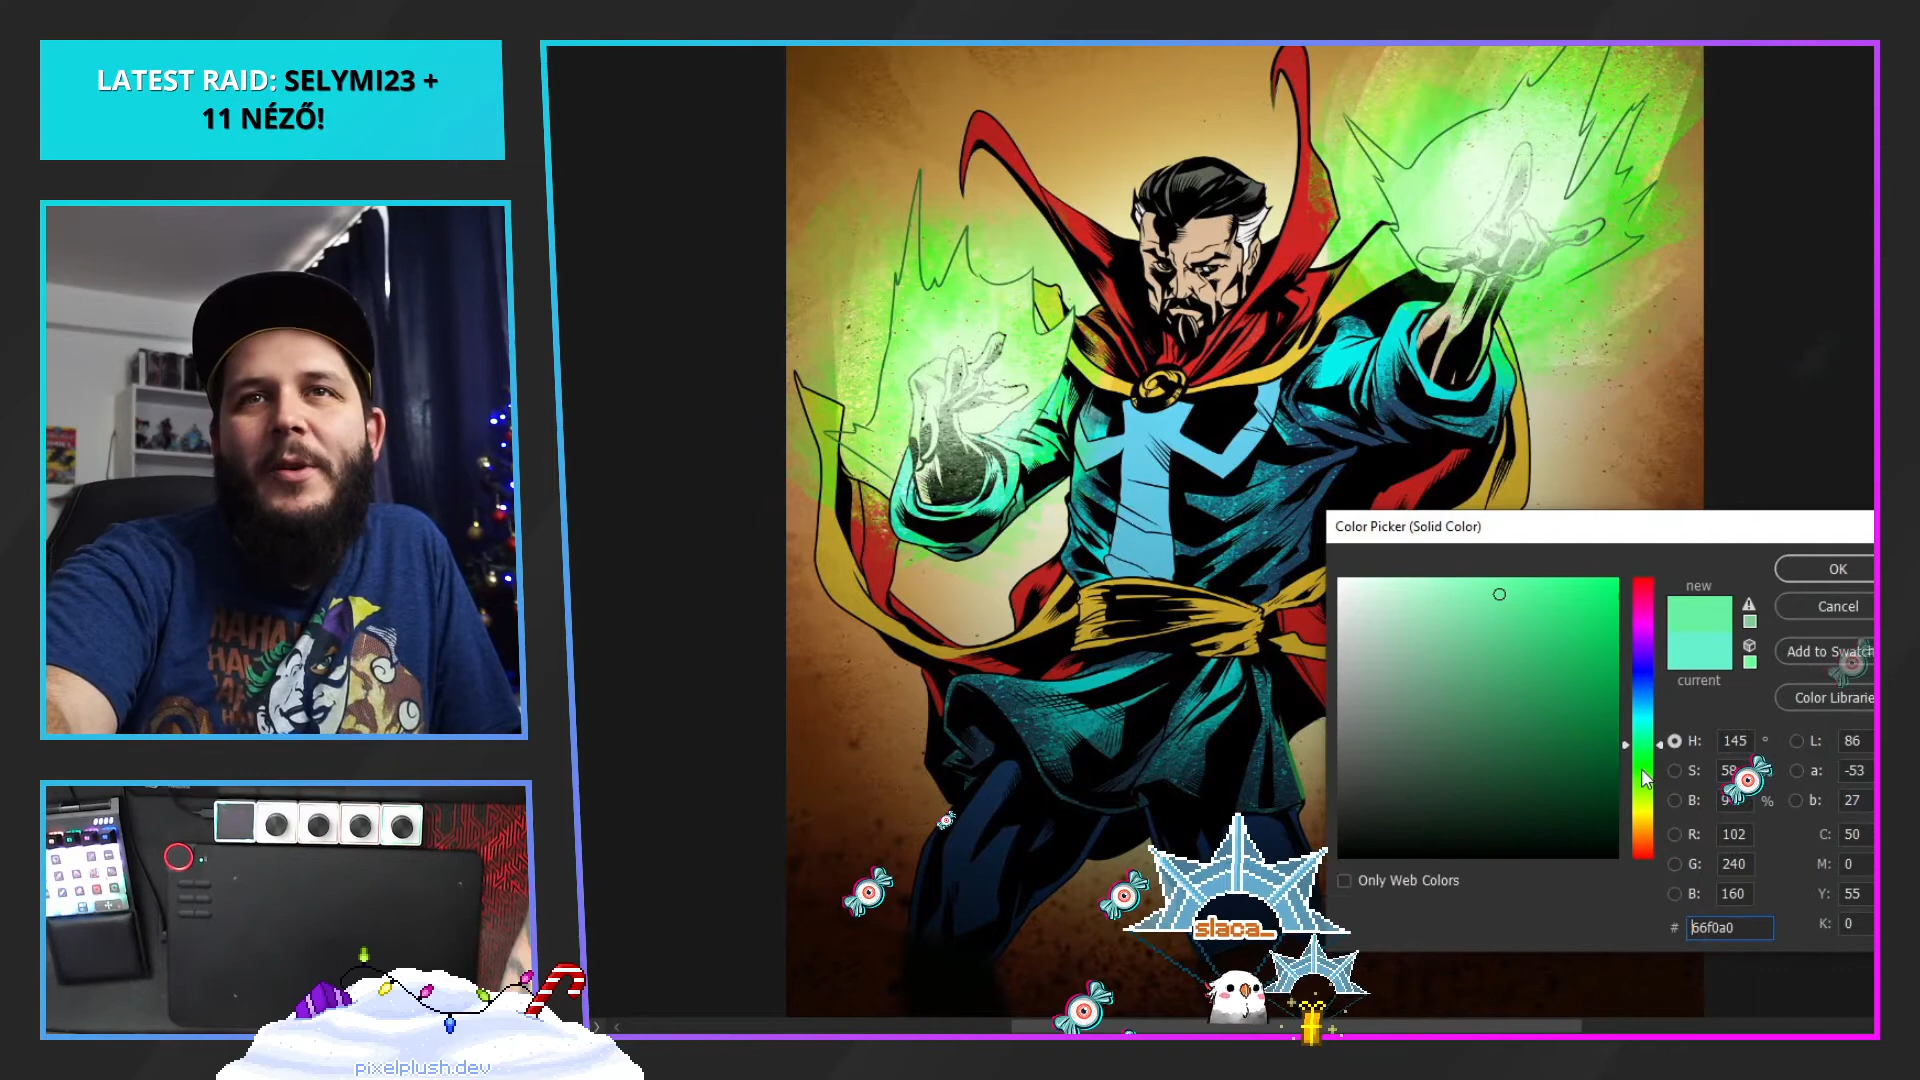 LATEST RAID: SELYMI23 +
11 NÉZŐ!
Color Picker (Solid Color)
new
current
OK
Cancel
Add to Swatch
Color Librarie
H: 145 °
S: 58
B: 9 %
R: 102
G: 240
B: 160
# 66f0a0
L: 86
a: -53
b: 27
C: 50
M: 0
Y: 55
K: 0
Only Web Colors
slaca_
pixelplush.dev